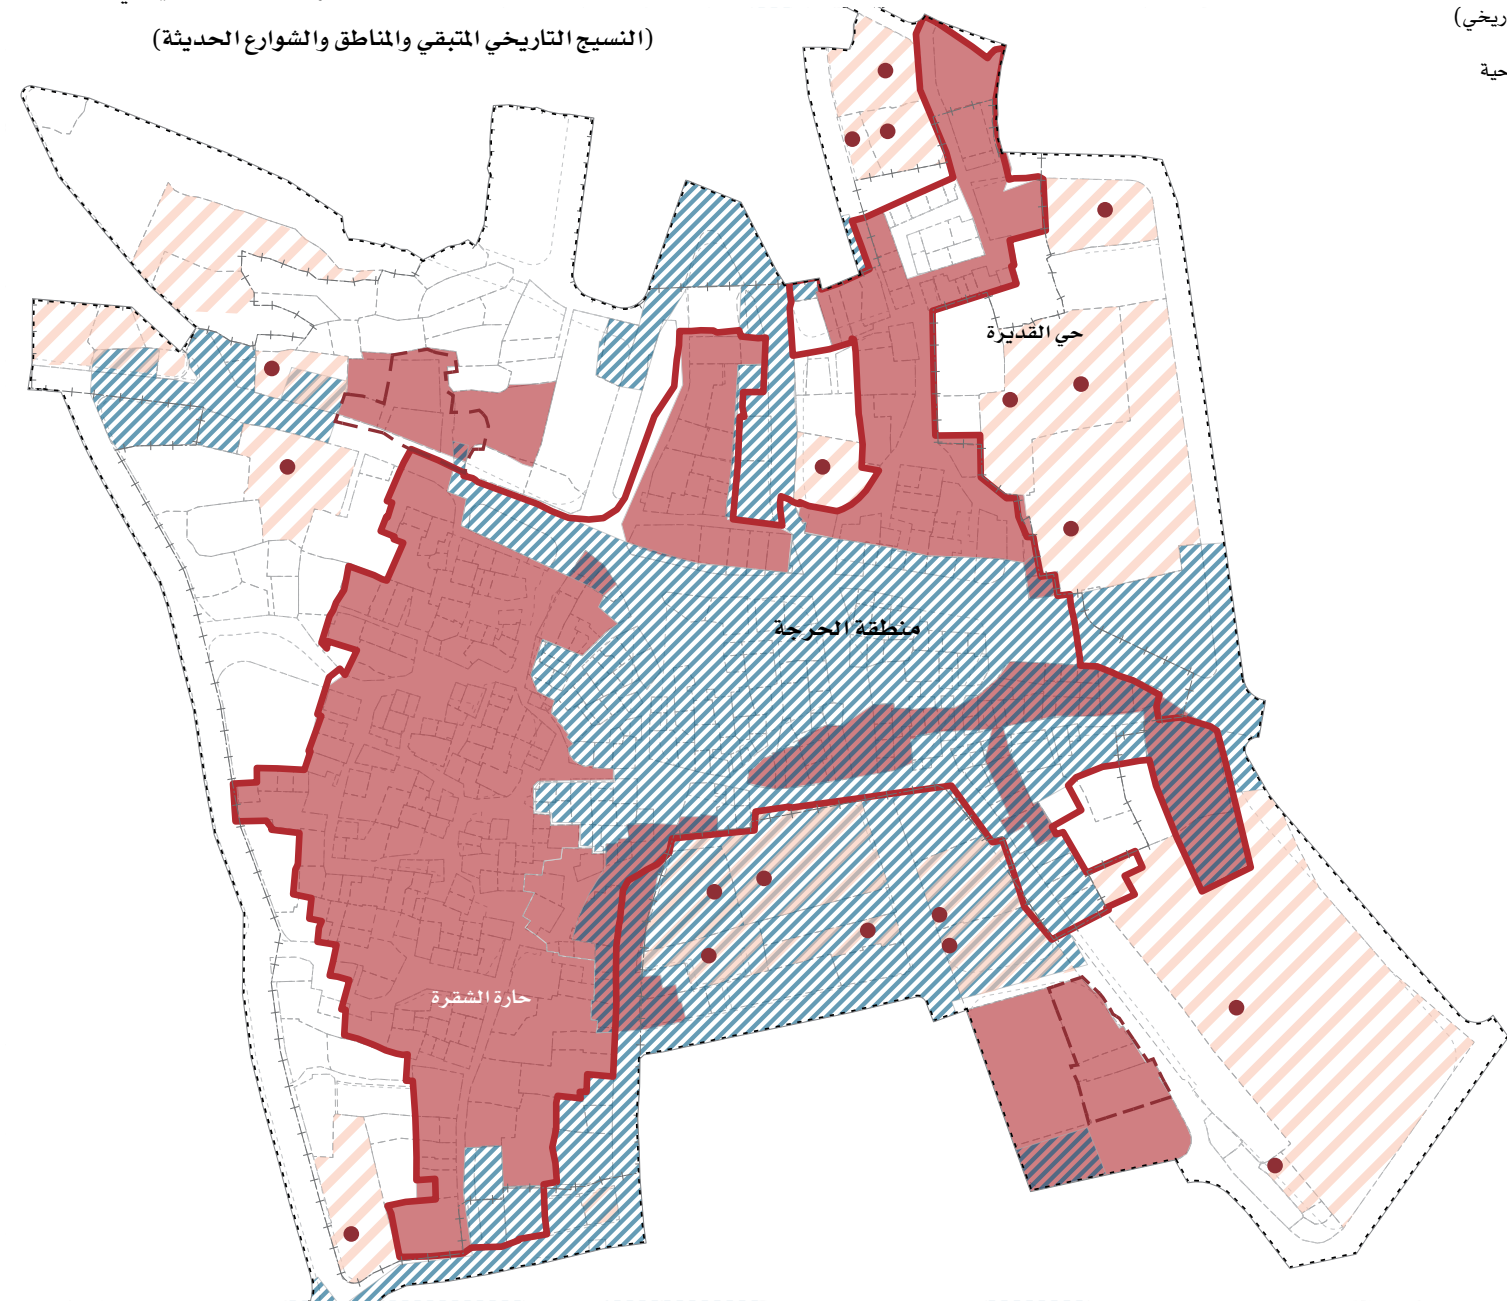 ريخي)
(النسيج التاريخي المتبقي والمناطق والشوارع الحديثة)
حية
حي القديرة
منطقة الحرجة
حارة الشقرة